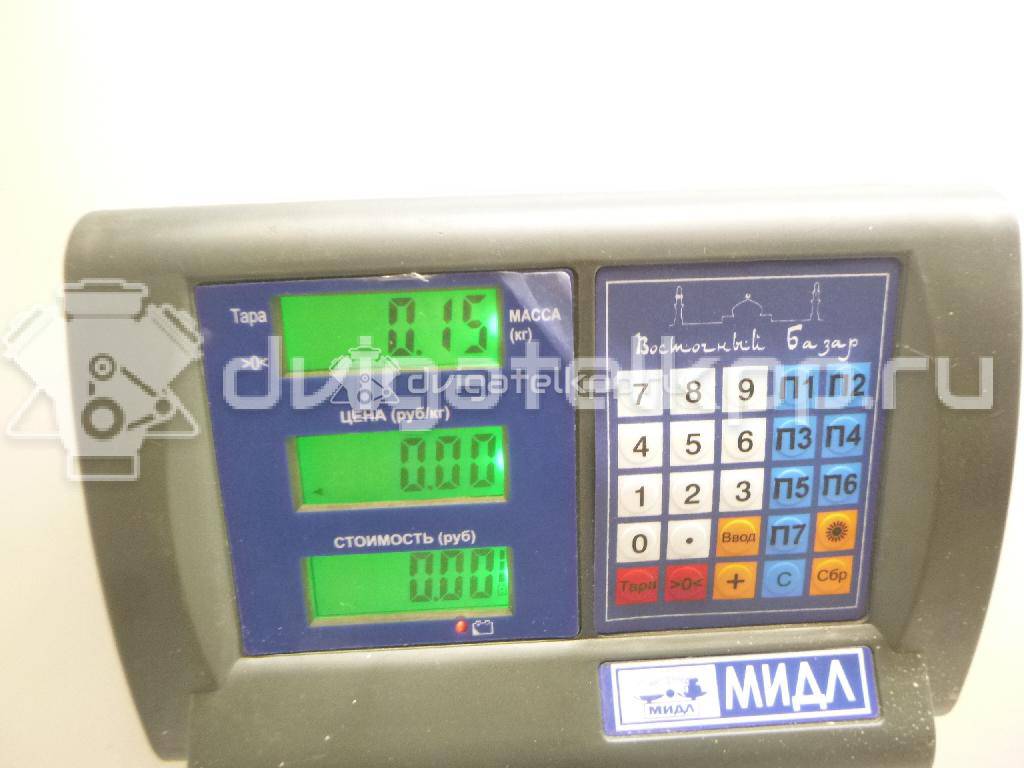 Тара
0.15
МАССА
(кг)
>0<
ЦЕНА (руб/кг)
0.00
СТОИМОСТЬ (руб)
0.00
Восточный Базар
7 8 9 П1 П2
4 5 6 П3 П4
1 2 3 П5 П6
0 • Ввод П7
Тара >0< + C Сбр
МИДЛ
МИДЛ
dvigatelkpp.ru